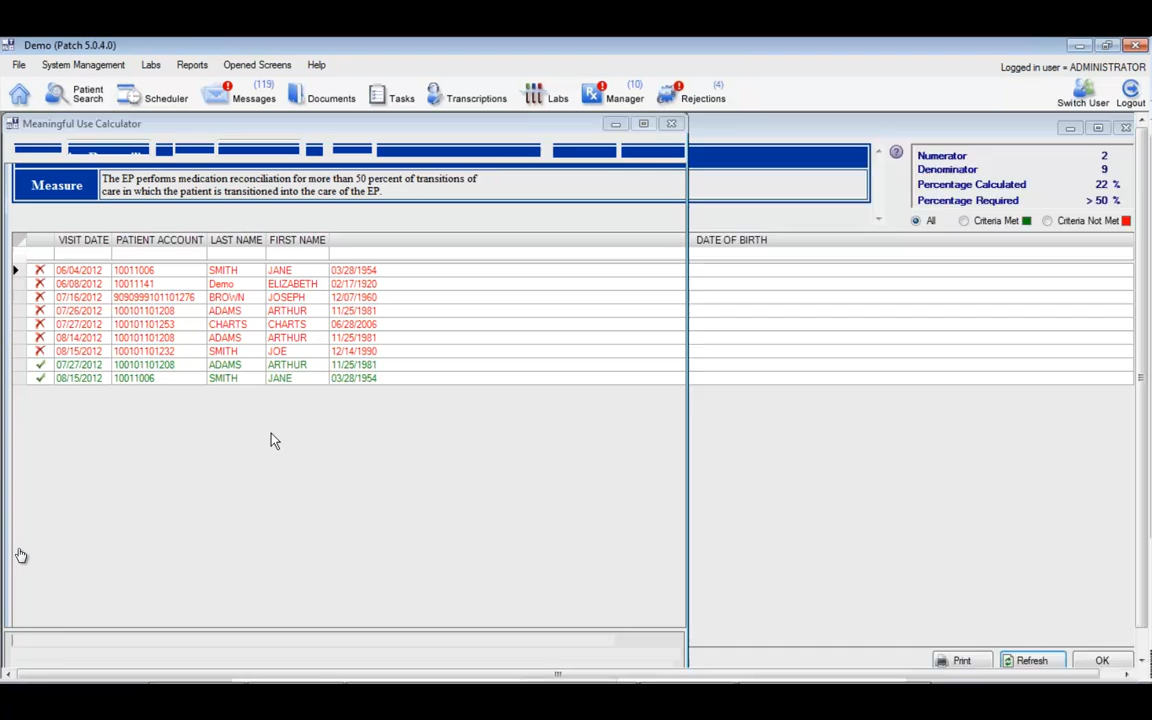 Demo (Patch 5.0.4.0)
File System Management Labs Reports Opened Screens Help
Logged in user = ADMINISTRATOR
Patient Search Scheduler (119) Messages Documents Tasks Transcriptions Labs (10) Manager (4) Rejections Switch User Logout
Meaningful Use Calculator
Measure The EP performs medication reconciliation for more than 50 percent of transitions of
care in which the patient is transitioned into the care of the EP.
Numerator 2
Denominator 9
Percentage Calculated 22 %
Percentage Required > 50 %
All Criteria Met Criteria Not Met
VISIT DATE PATIENT ACCOUNT LAST NAME FIRST NAME DATE OF BIRTH
06/04/2012 10011006 SMITH JANE 03/28/1954
06/08/2012 10011141 Demo ELIZABETH 02/17/1920
07/16/2012 9090999101101276 BROWN JOSEPH 12/07/1960
07/26/2012 100101101208 ADAMS ARTHUR 11/25/1981
07/27/2012 100101101253 CHARTS CHARTS 06/28/2006
08/14/2012 100101101208 ADAMS ARTHUR 11/25/1981
08/15/2012 100101101232 SMITH JOE 12/14/1990
07/27/2012 100101101208 ADAMS ARTHUR 11/25/1981
08/15/2012 10011006 SMITH JANE 03/28/1954
Print Refresh OK